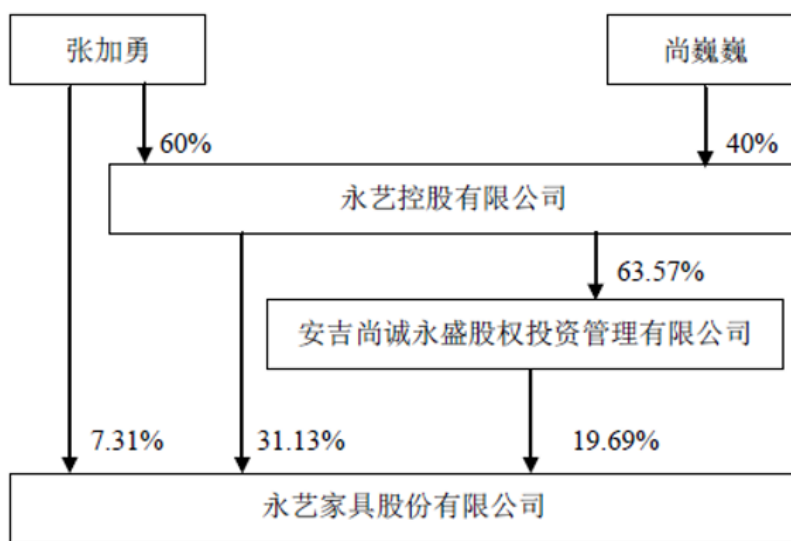 张加勇
尚巍巍
60%
40%
永艺控股有限公司
63.57%
安吉尚诚永盛股权投资管理有限公司
7.31%
31.13%
19.69%
永艺家具股份有限公司